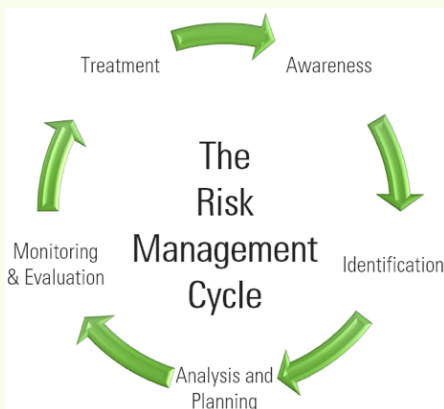 Treatment
Awareness
The
Risk
Management
Cycle
Monitoring
& Evaluation
Identification
Analysis and
Planning